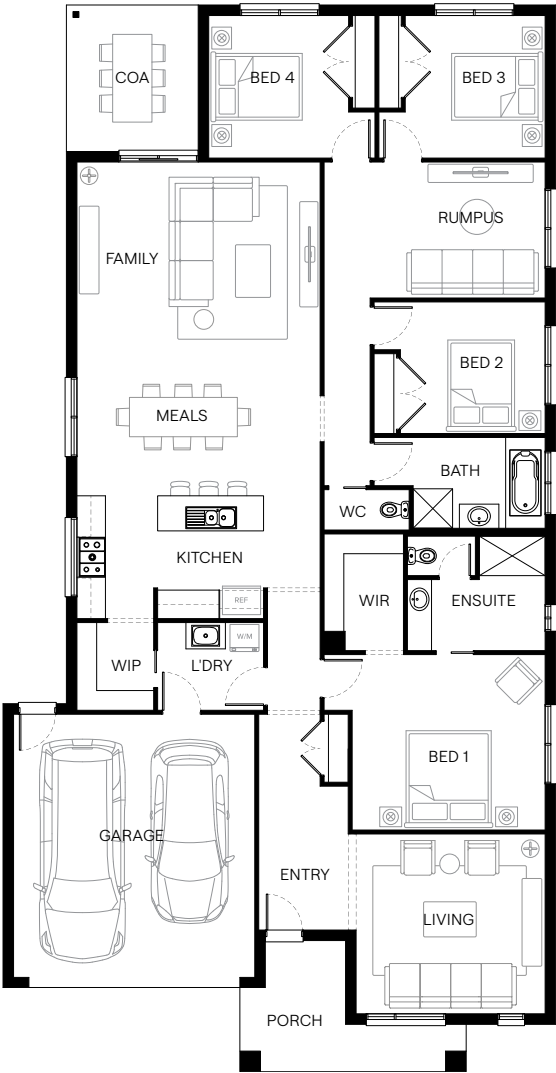 COA
BED 4
BED 3
RUMPUS
FAMILY
BED 2
MEALS
BATH
WC
KITCHEN
REF
WIR
ENSUITE
WIP
L'DRY
W/M
BED 1
GARAGE
ENTRY
LIVING
PORCH